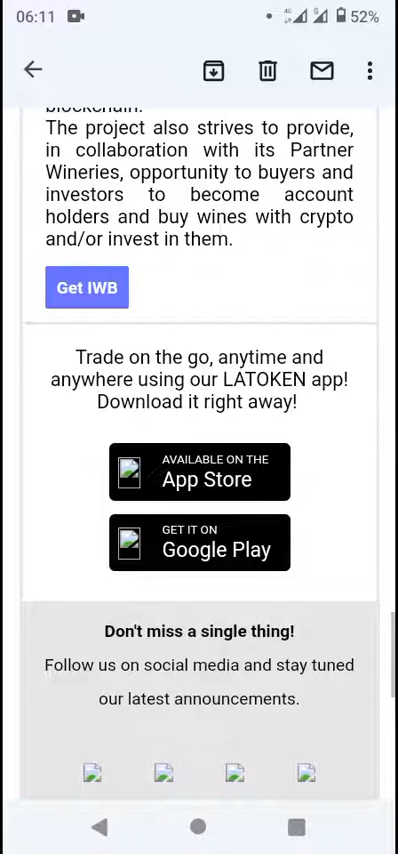 06:11
4G
52%
blockchain.
The project also strives to provide,
in collaboration with its Partner
Wineries, opportunity to buyers and
investors to become account
holders and buy wines with crypto
and/or invest in them.
Get IWB
Trade on the go, anytime and
anywhere using our LATOKEN app!
Download it right away!
AVAILABLE ON THE
App Store
GET IT ON
Google Play
Don't miss a single thing!
Follow us on social media and stay tuned
our latest announcements.